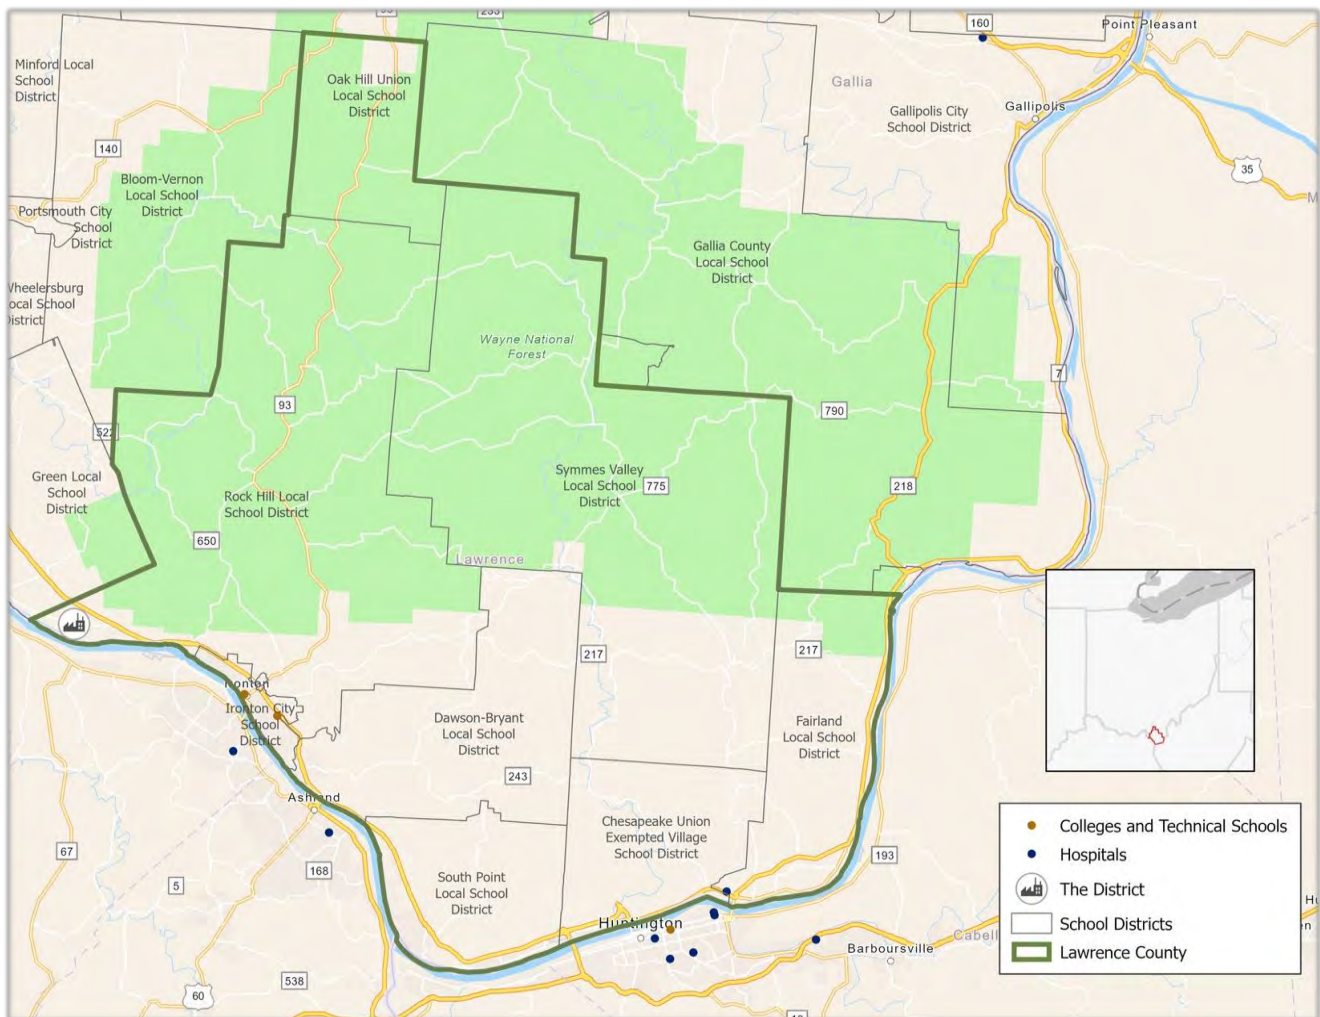 233
160
Point Pleasant
Minford Local
School
District
Oak Hill Union
Local School
District
Gallia
Gallipolis City
School District
Gallipolis
140
35
Bloom-Vernon
Local School
District
Portsmouth City
School
District
Gallia County
Local School
District
Wheelersburg
Local School
District
Wayne National
Forest
7
93
790
522
Green Local
School
District
Rock Hill Local
School District
Symmes Valley
Local School
District
775
218
650
Lawrence
217
217
Ironton
Ironton City
School
District
Dawson-Bryant
Local School
District
Fairland
Local School
District
243
Ashland
Chesapeake Union
Exempted Village
School District
67
168
193
5
South Point
Local School
District
Huntington
Cabell
Barboursville
538
60
Colleges and Technical Schools
Hospitals
The District
School Districts
Lawrence County